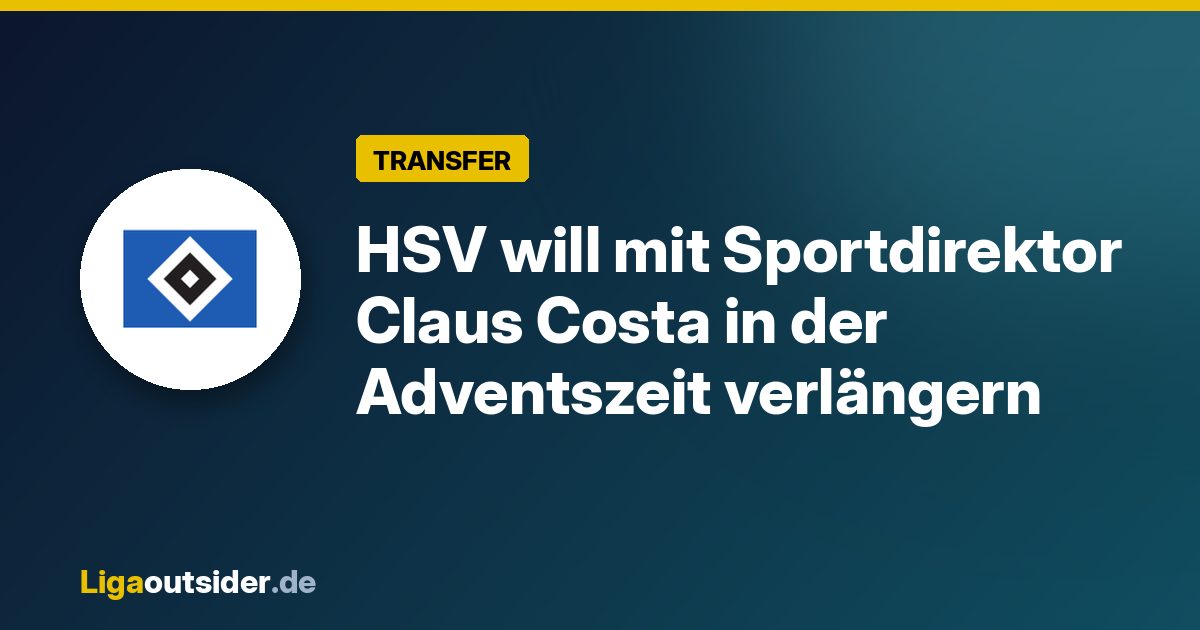 TRANSFER
HSV will mit Sportdirektor
Claus Costa in der
Adventszeit verlängern
Ligaoutsider.de